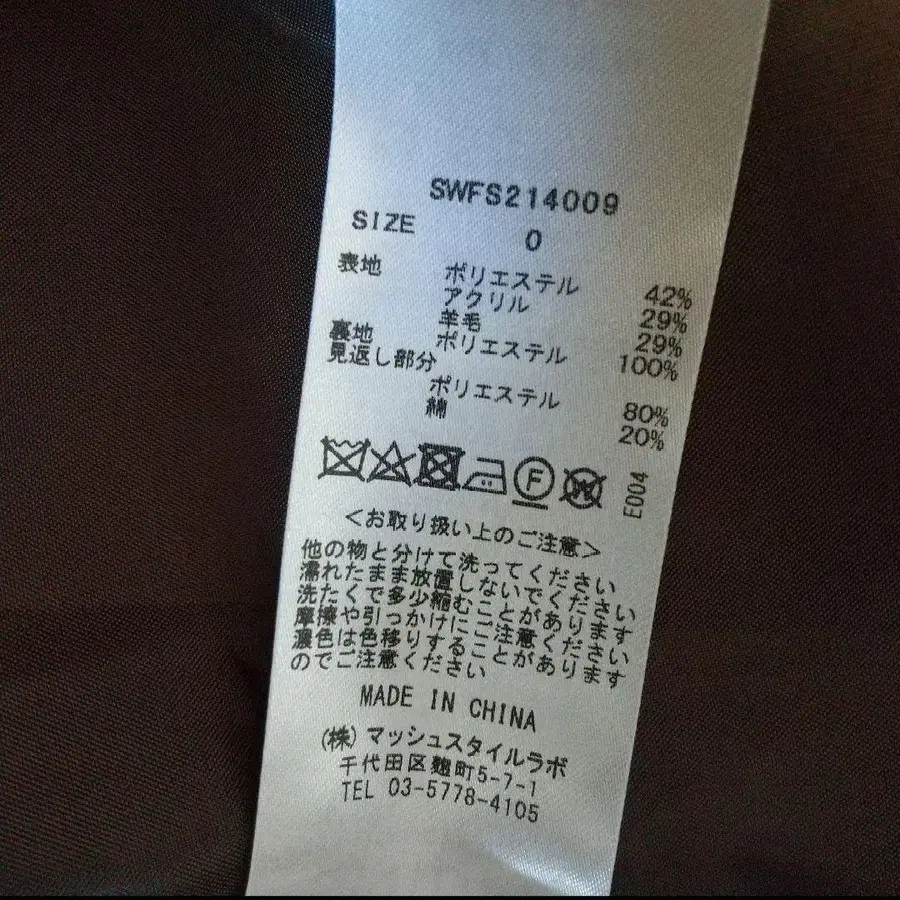 SWFS214009
SIZE 0
表地 ポリエステル 42%
アクリル 29%
羊毛 29%
裏地 ポリエステル 100%
見返し部分
ポリエステル 80%
綿 20%
F W E004
<お取り扱い上のご注意>
他の物と分けて洗ってください
濡れたまま放置しないでください
洗たくで多少縮むことがあります
摩擦や引っかけにご注意ください
濃色は色移りすることがあります
のでご注意ください
MADE IN CHINA
(株)マッシュスタイルラボ
千代田区麹町5-7-1
TEL 03-5778-4105